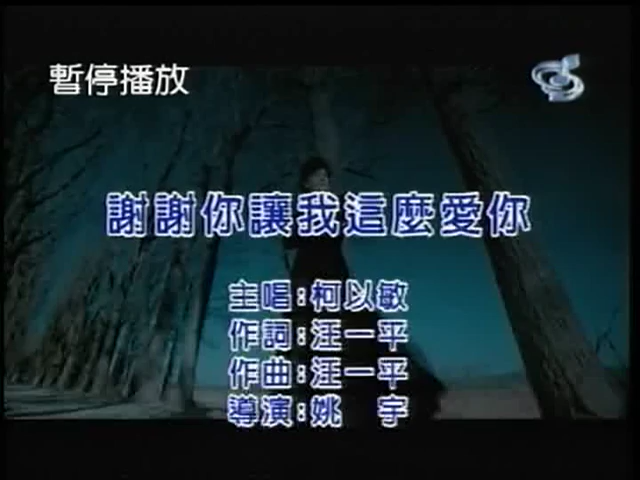 暫停播放
謝謝你讓我這麼愛你
主唱:柯以敏
作詞:汪一平
作曲:汪一平
導演:姚　宇